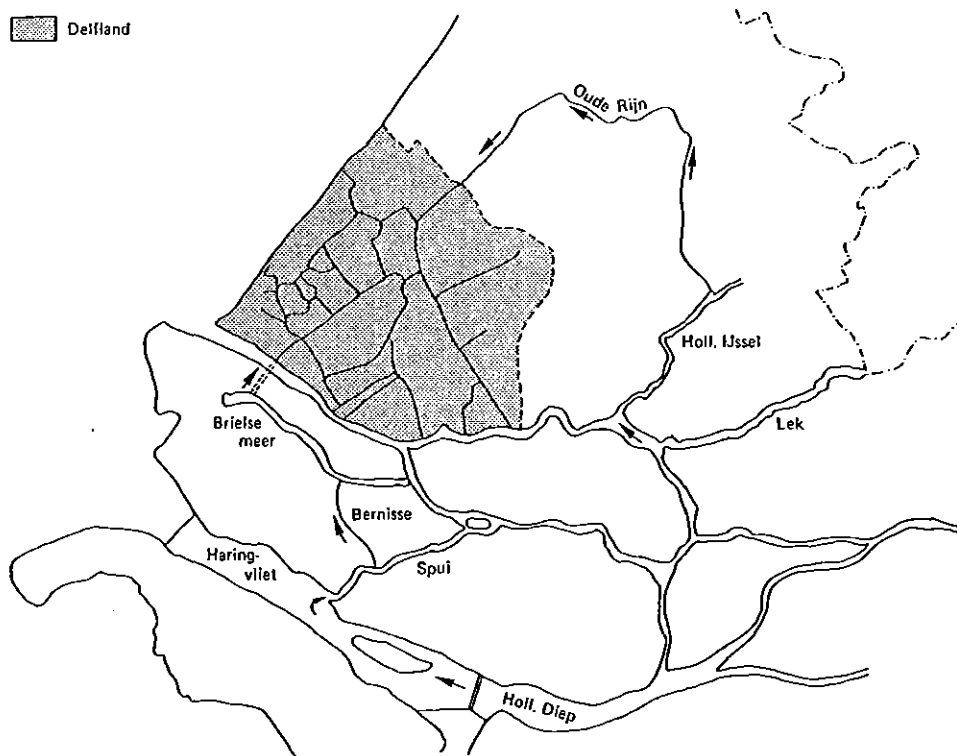 Delfland
Oude Rijn
Holl. IJssel
Lek
Brielse
meer
Bernisse
Haring-
vliet
Spui
Holl. Diep